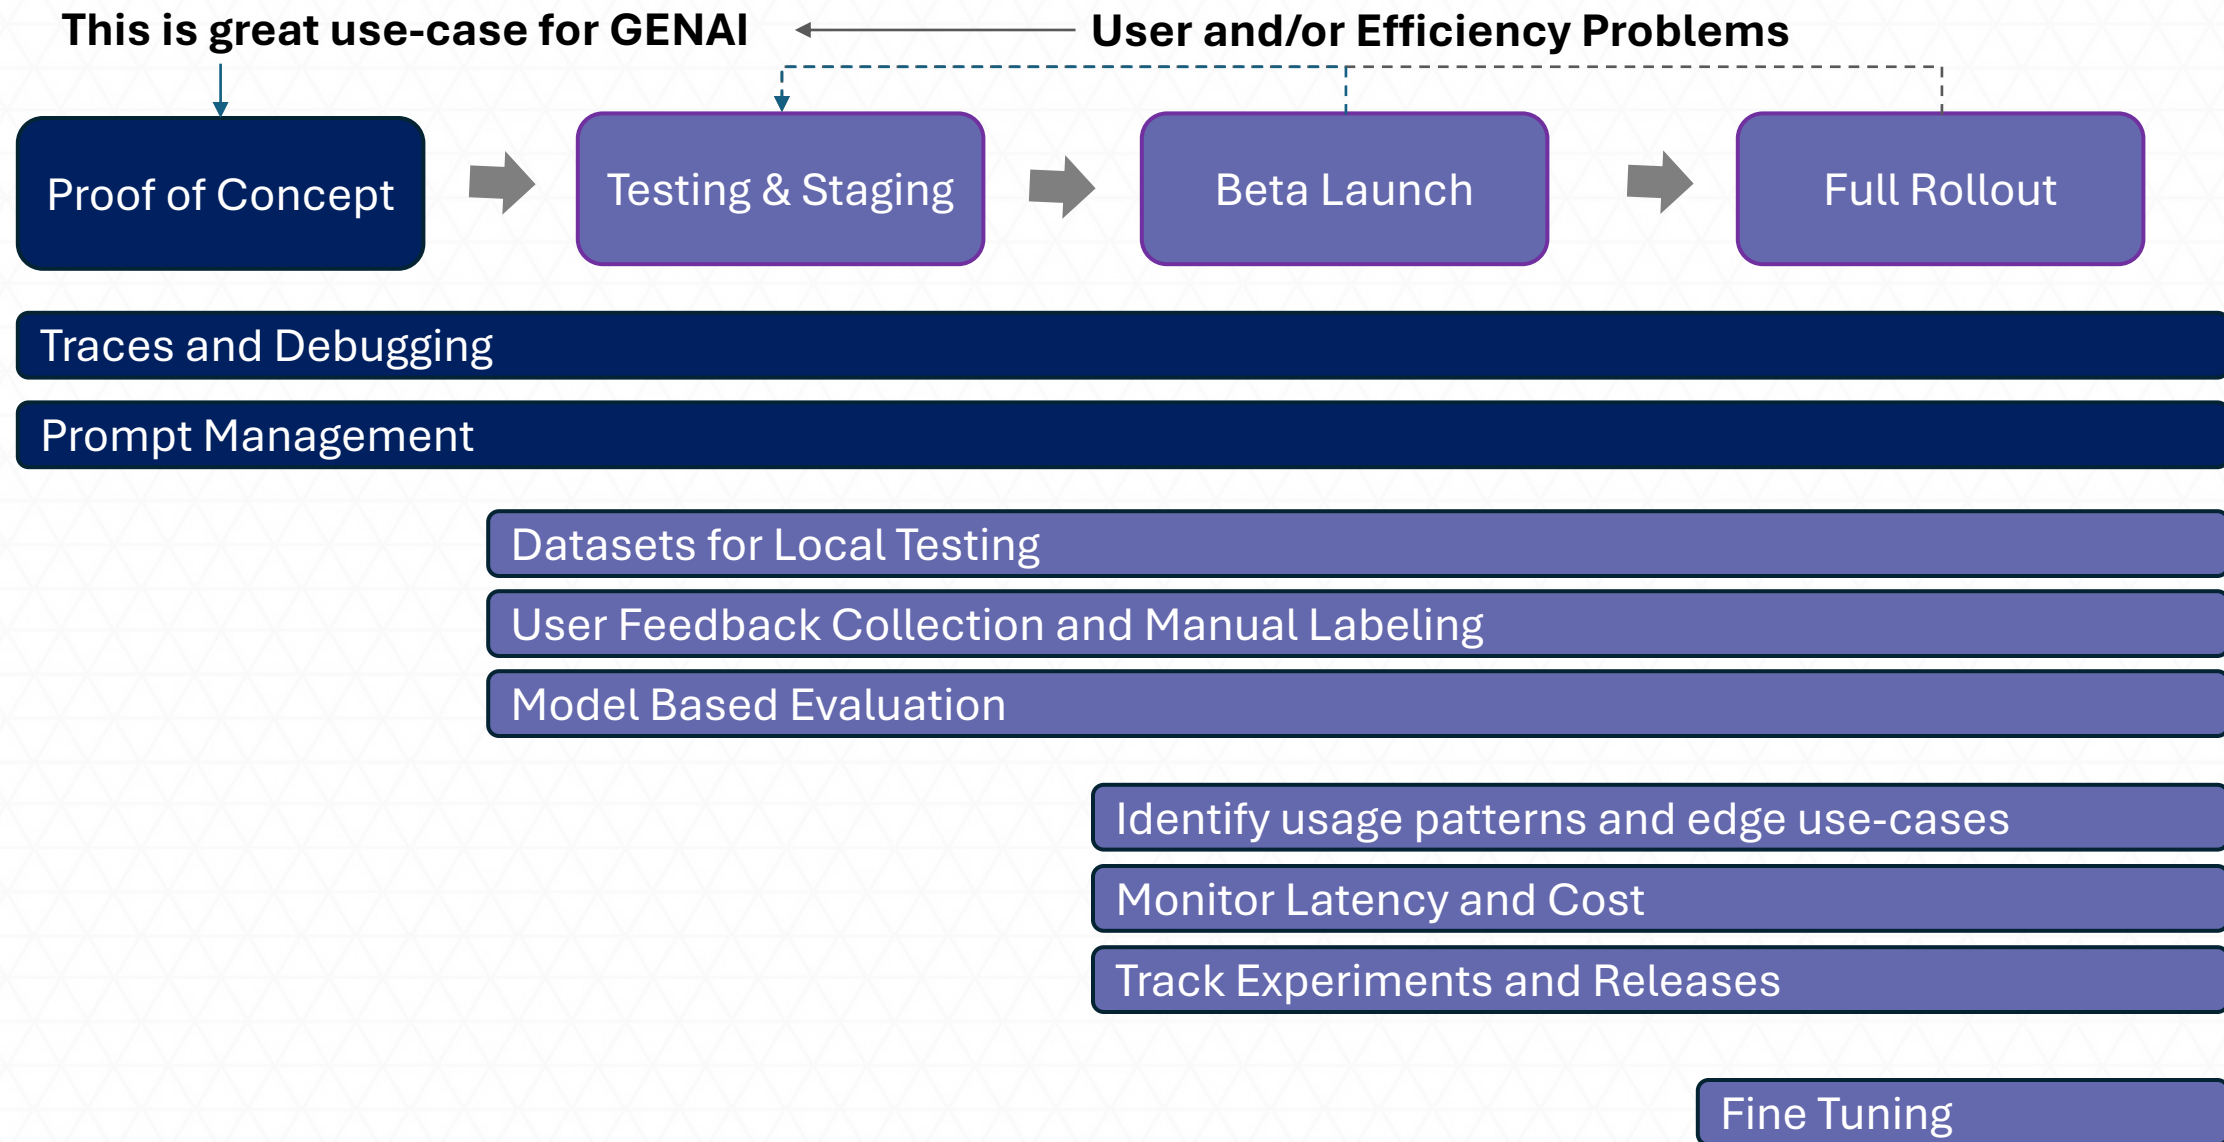 This is great use-case for GENAI
User and/or Efficiency Problems
Proof of Concept
Testing & Staging
Beta Launch
Full Rollout
Traces and Debugging
Prompt Management
Datasets for Local Testing
User Feedback Collection and Manual Labeling
Model Based Evaluation
Identify usage patterns and edge use-cases
Monitor Latency and Cost
Track Experiments and Releases
Fine Tuning